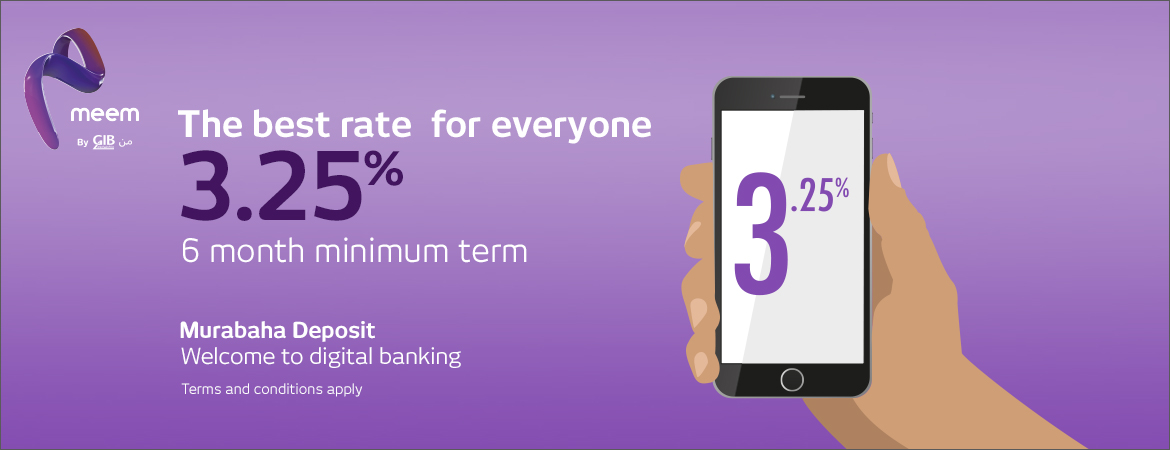 meem
By GIB من
The best rate for everyone
3.25%
6 month minimum term
Murabaha Deposit
Welcome to digital banking
Terms and conditions apply
3.25%